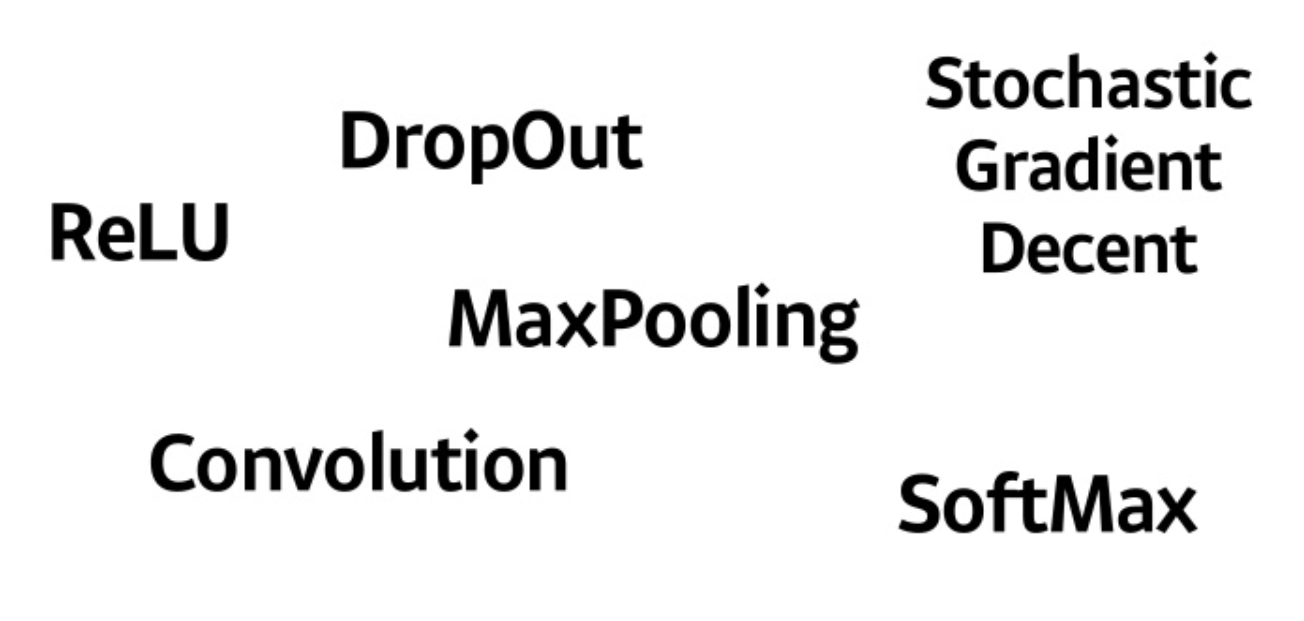 Stochastic
Gradient
Decent
DropOut
ReLU
MaxPooling
Convolution
SoftMax